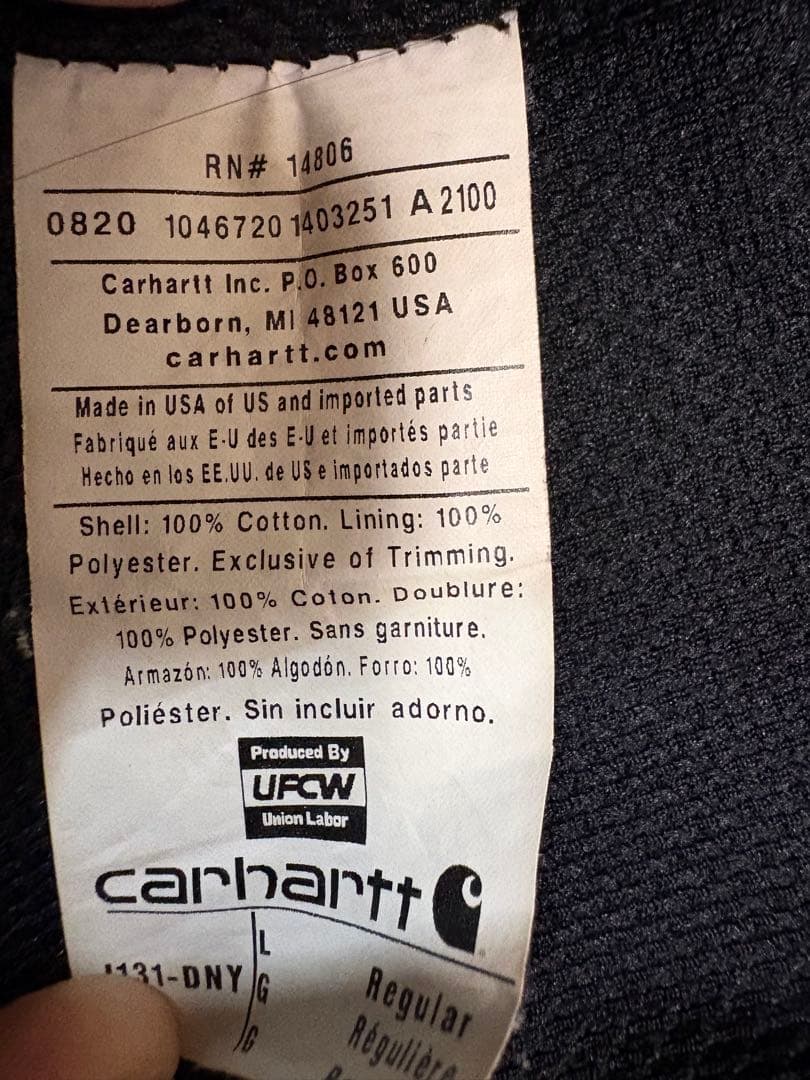 RN# 14806
0820 1046720 1403251 A 2100
Carhartt Inc. P.O. Box 600
Dearborn, MI 48121 USA
carhartt.com
Made in USA of US and imported parts
Fabriqué aux E-U des E-U et importés partie
Hecho en los EE.UU. de US e importados parte
Shell: 100% Cotton. Lining: 100%
Polyester. Exclusive of Trimming.
Extérieur: 100% Coton. Doublure:
100% Polyester. Sans garniture.
Armazón: 100% Algodón. Forro: 100%
Poliéster. Sin incluir adorno.
Produced By
UFCW
Union Labor
carhartt
J131-DNY
L
G
G
Regular
Régulière